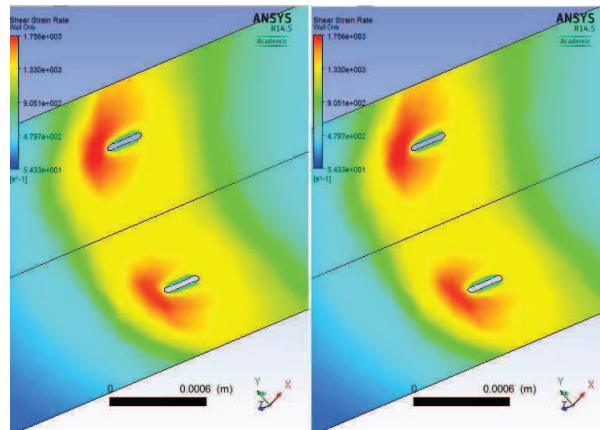 Shear Strain Rate
Wall Only
1.756e+003
1.330e+003
9.051e+002
4.797e+002
5.433e+001
[s^-1]
ANSYS
R14.5
Academic
0 0.0006 (m)
Y
X
Z
Shear Strain Rate
Wall Only
1.756e+003
1.330e+003
9.051e+002
4.797e+002
5.433e+001
[s^-1]
ANSYS
R14.5
Academic
0 0.0006 (m)
Y
X
Z